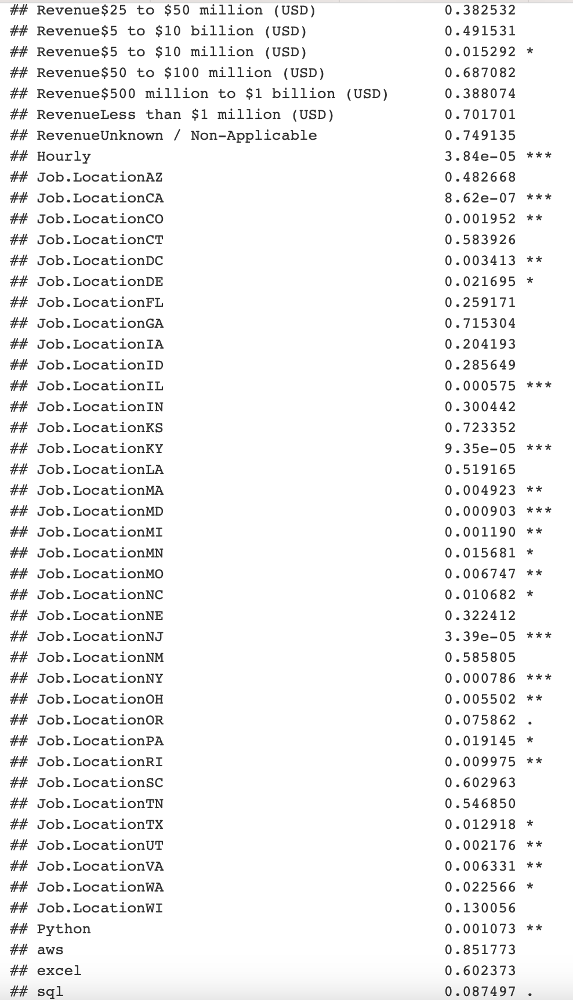 ## Revenue$25 to $50 million (USD) 0.382532
## Revenue$5 to $10 billion (USD) 0.491531
## Revenue$5 to $10 million (USD) 0.015292 *
## Revenue$50 to $100 million (USD) 0.687082
## Revenue$500 million to $1 billion (USD) 0.388074
## RevenueLess than $1 million (USD) 0.701701
## RevenueUnknown / Non-Applicable 0.749135
## Hourly 3.84e-05 ***
## Job.LocationAZ 0.482668
## Job.LocationCA 8.62e-07 ***
## Job.LocationCO 0.001952 **
## Job.LocationCT 0.583926
## Job.LocationDC 0.003413 **
## Job.LocationDE 0.021695 *
## Job.LocationFL 0.259171
## Job.LocationGA 0.715304
## Job.LocationIA 0.204193
## Job.LocationID 0.285649
## Job.LocationIL 0.000575 ***
## Job.LocationIN 0.300442
## Job.LocationKS 0.723352
## Job.LocationKY 9.35e-05 ***
## Job.LocationLA 0.519165
## Job.LocationMA 0.004923 **
## Job.LocationMD 0.000903 ***
## Job.LocationMI 0.001190 **
## Job.LocationMN 0.015681 *
## Job.LocationMO 0.006747 **
## Job.LocationNC 0.010682 *
## Job.LocationNE 0.322412
## Job.LocationNJ 3.39e-05 ***
## Job.LocationNM 0.585805
## Job.LocationNY 0.000786 ***
## Job.LocationOH 0.005502 **
## Job.LocationOR 0.075862 .
## Job.LocationPA 0.019145 *
## Job.LocationRI 0.009975 **
## Job.LocationSC 0.602963
## Job.LocationTN 0.546850
## Job.LocationTX 0.012918 *
## Job.LocationUT 0.002176 **
## Job.LocationVA 0.006331 **
## Job.LocationWA 0.022566 *
## Job.LocationWI 0.130056
## Python 0.001073 **
## aws 0.851773
## excel 0.602373
## sql 0.087497 .